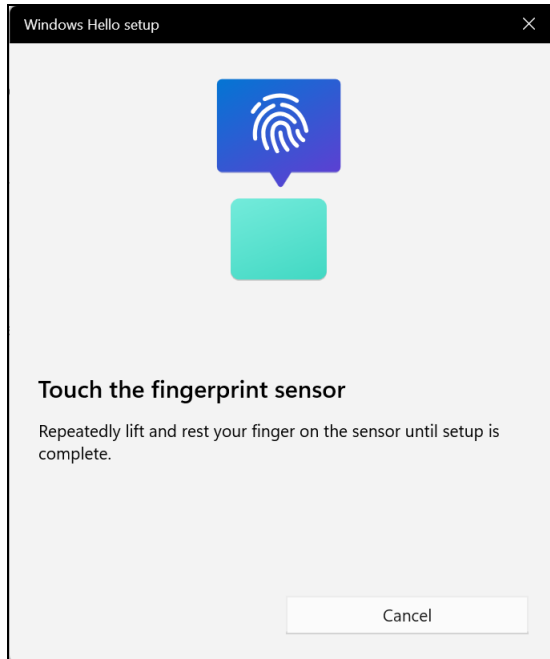 Windows Hello setup
Touch the fingerprint sensor
Repeatedly lift and rest your finger on the sensor until setup is
complete.
Cancel